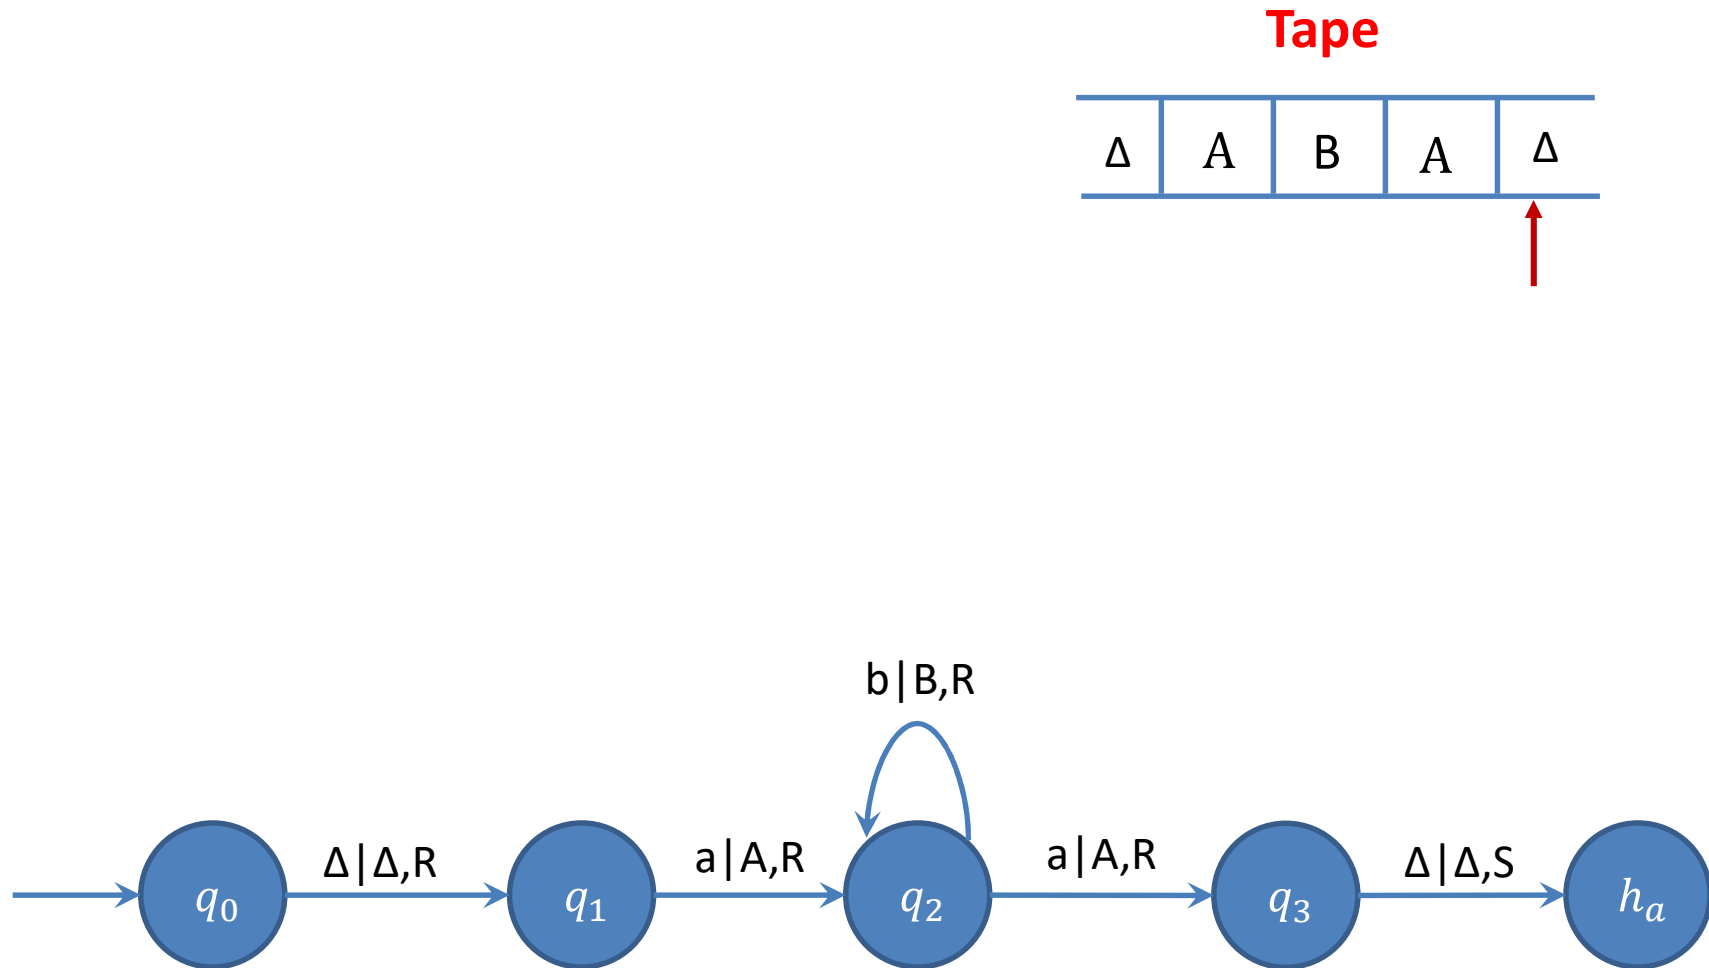 Tape
Δ A B A Δ
b|B,R
Δ|Δ,R a|A,R a|A,R Δ|Δ,S
q₀ q₁ q₂ q₃ hₐ